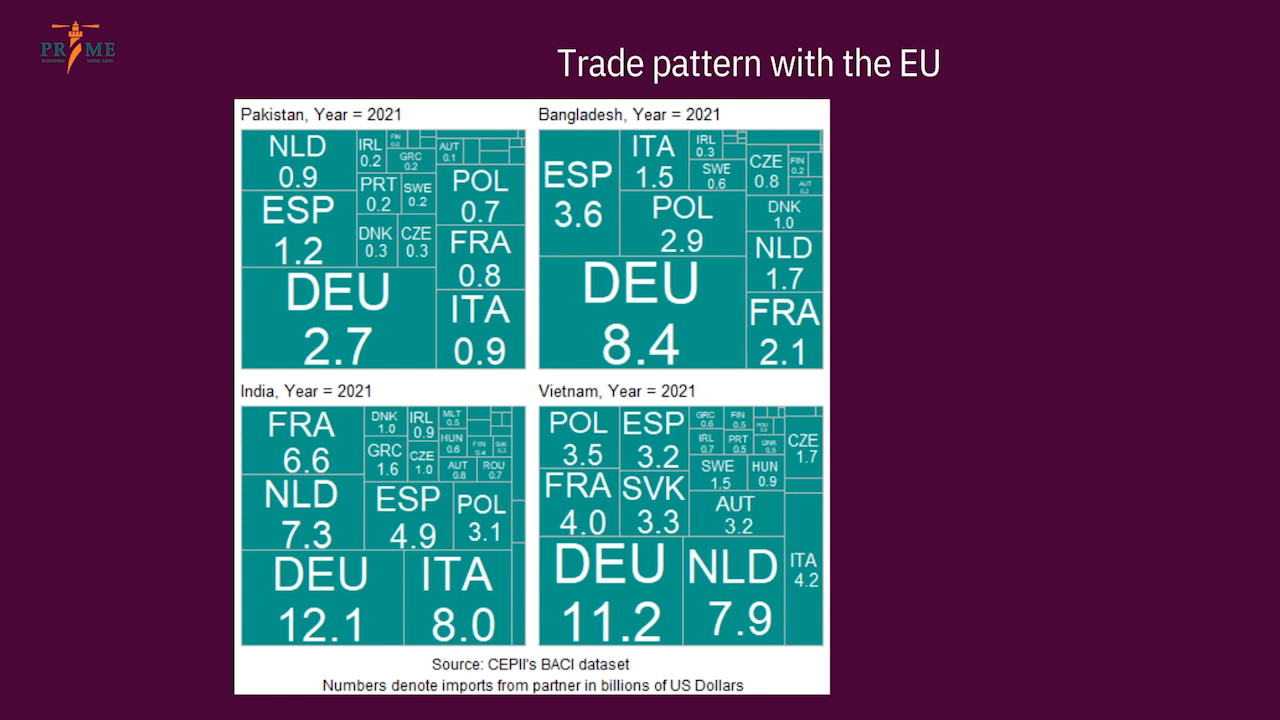 PRIME
Trade pattern with the EU
Pakistan, Year = 2021
NLD
0.9
ESP
1.2
DEU
2.7
IRL
0.2
FIN
0.0
GRC
0.2
PRT
0.2
SWE
0.2
DNK
0.3
CZE
0.3
AUT
0.1
POL
0.7
FRA
0.8
ITA
0.9
Bangladesh, Year = 2021
ESP
3.6
ITA
1.5
IRL
0.3
SWE
0.6
POL
2.9
DEU
8.4
CZE
0.8
FIN
0.2
AUT
0.2
DNK
1.0
NLD
1.7
FRA
2.1
India, Year = 2021
FRA
6.6
NLD
7.3
DEU
12.1
DNK
1.0
IRL
0.9
GRC
1.6
CZE
1.0
MLT
0.5
HUN
0.6
FIN
0.4
SVK
0.3
AUT
0.6
ROU
0.7
ESP
4.9
POL
3.1
ITA
8.0
Vietnam, Year = 2021
POL
3.5
ESP
3.2
FRA
4.0
SVK
3.3
DEU
11.2
NLD
7.9
GRC
0.6
FIN
0.5
ROU
IRL
0.7
PRT
0.5
DNK
0.5
SWE
1.5
HUN
0.9
AUT
3.2
CZE
1.7
ITA
4.2
Source: CEPII's BACI dataset
Numbers denote imports from partner in billions of US Dollars